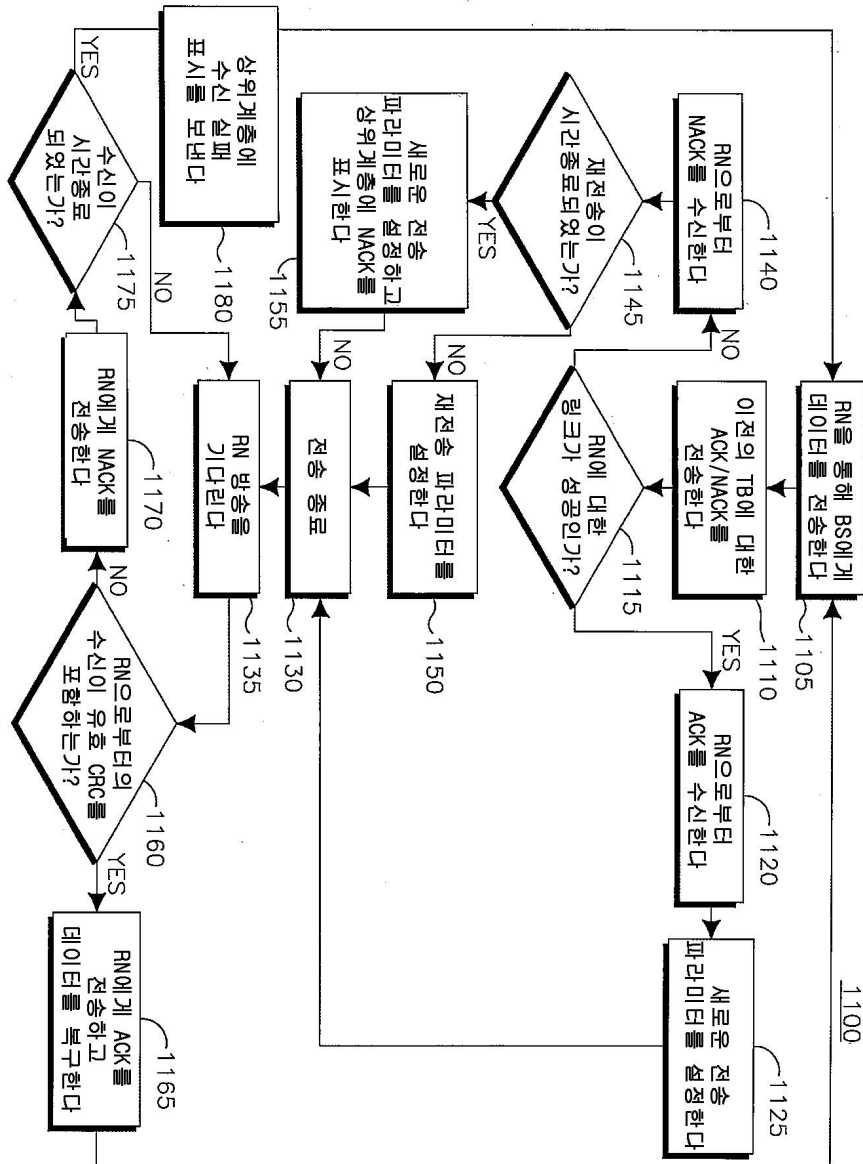 1100
RN을 통해 BS에게
데이터를 전송한다
1105
이전의 TB에 대한
ACK/NACK를
전송한다
1110
RN에 대한
링크가 성공인가?
1115
YES
NO
RN으로부터
ACK를 수신한다
1120
새로운 전송
파라미터를 설정한다
1125
RN으로부터
NACK를 수신한다
1140
재전송이
시간종료되었는가?
1145
YES
NO
재전송 파라미터를
설정한다
1150
새로운 전송
파라미터를 설정하고
상위계층에 NACK를
표시한다
1155
NO
전송 종료
1130
RN 방송을
기다린다
1135
RN으로부터의
수신이 유효 CRC를
포함하는가?
1160
YES
NO
RN에게 ACK를
전송하고
데이터를 복구한다
1165
RN에게 NACK를
전송한다
1170
수신이
시간종료
되었는가?
1175
NO
YES
상위계층에
수신 실패
표시를 보낸다
1180